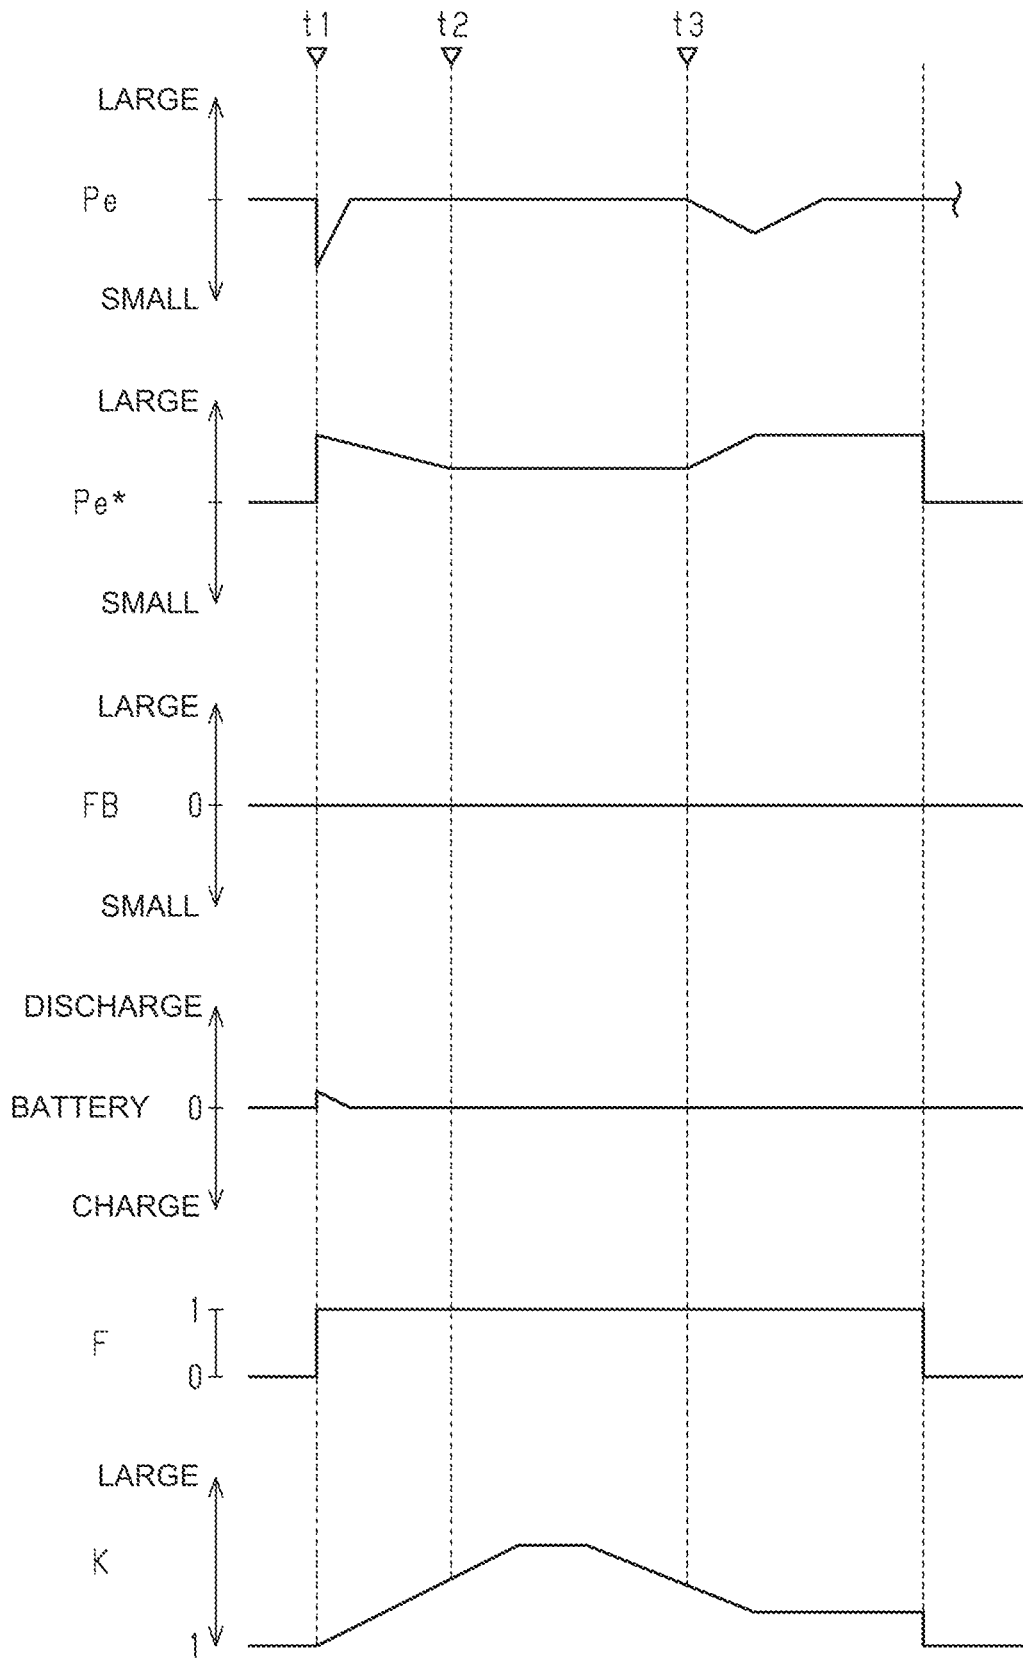 t1 t2 t3
LARGE
Pe
SMALL
LARGE
Pe*
SMALL
LARGE
FB 0
SMALL
DISCHARGE
BATTERY 0
CHARGE
1
F
0
LARGE
K
1